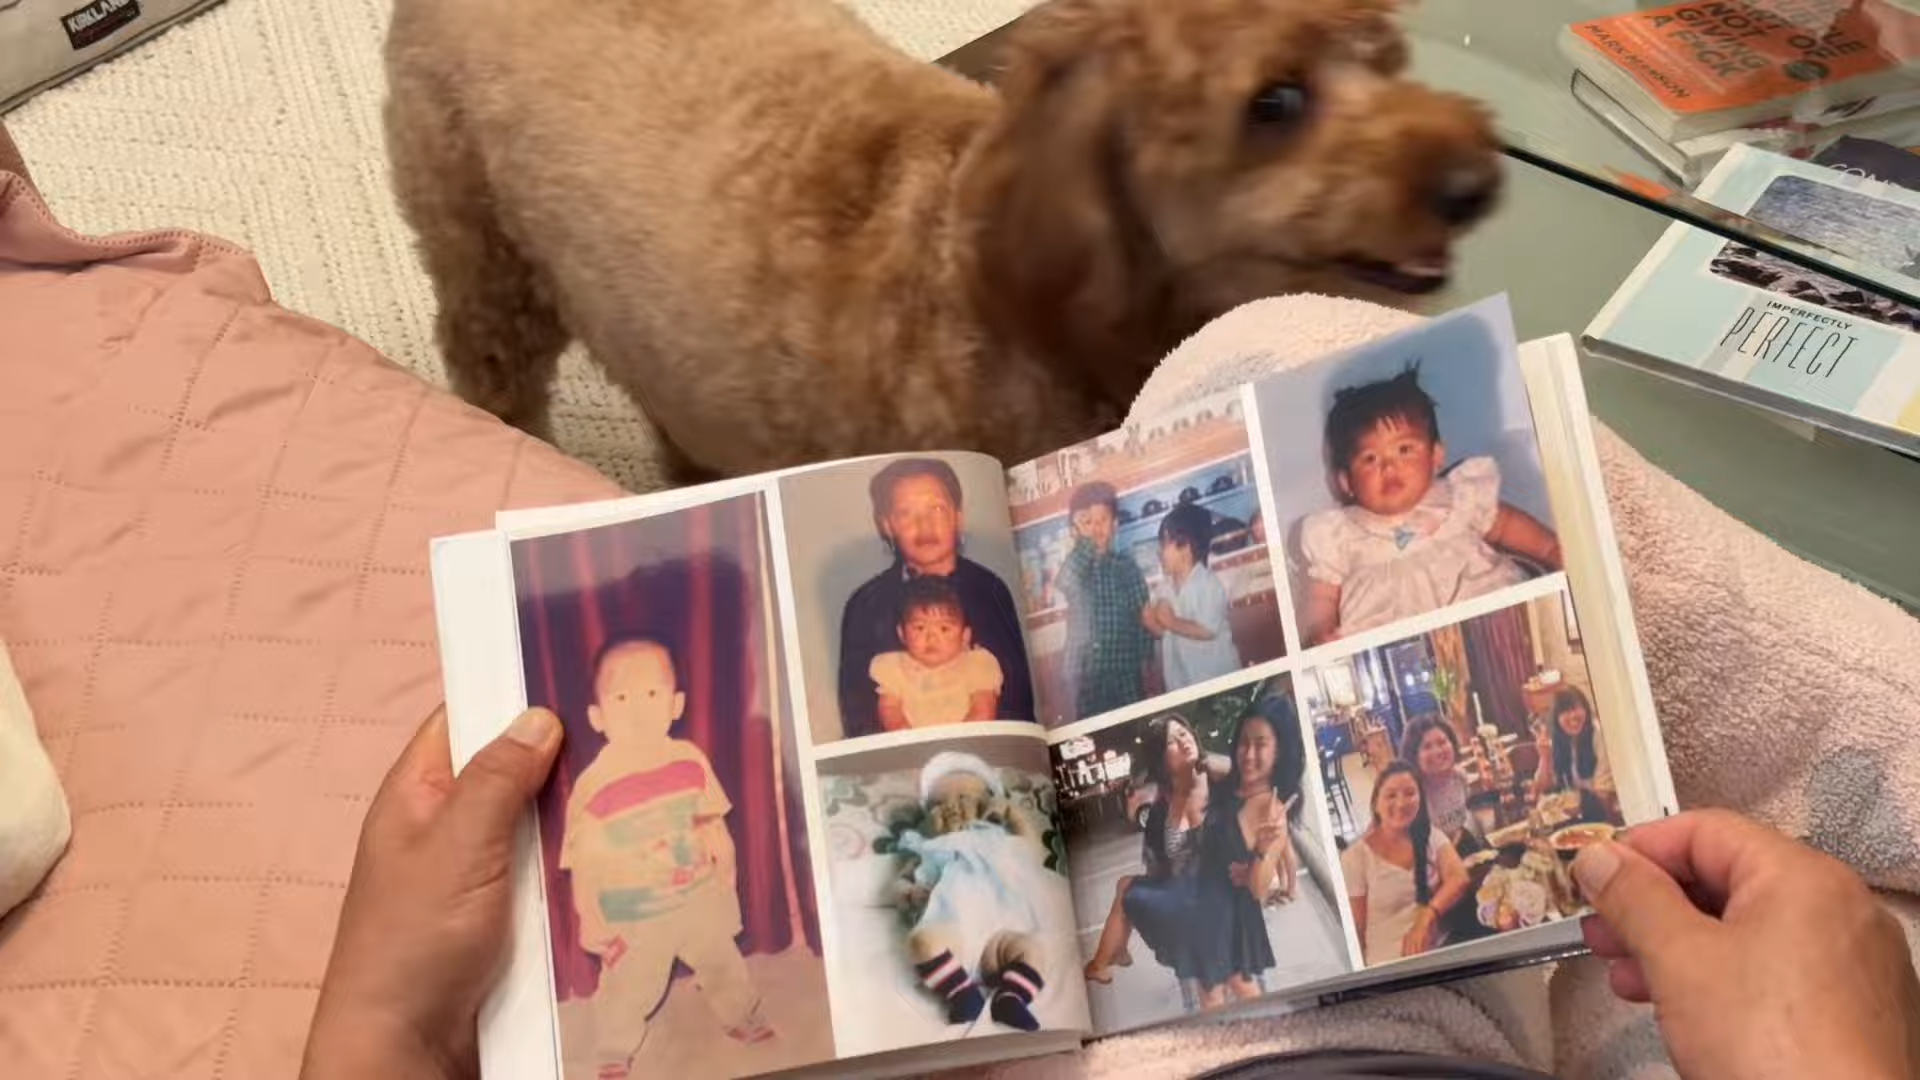 KIRKLAND
NOT
GIVING
A F*CK
MARK MANSON
IMPERFECTLY
PERFECT